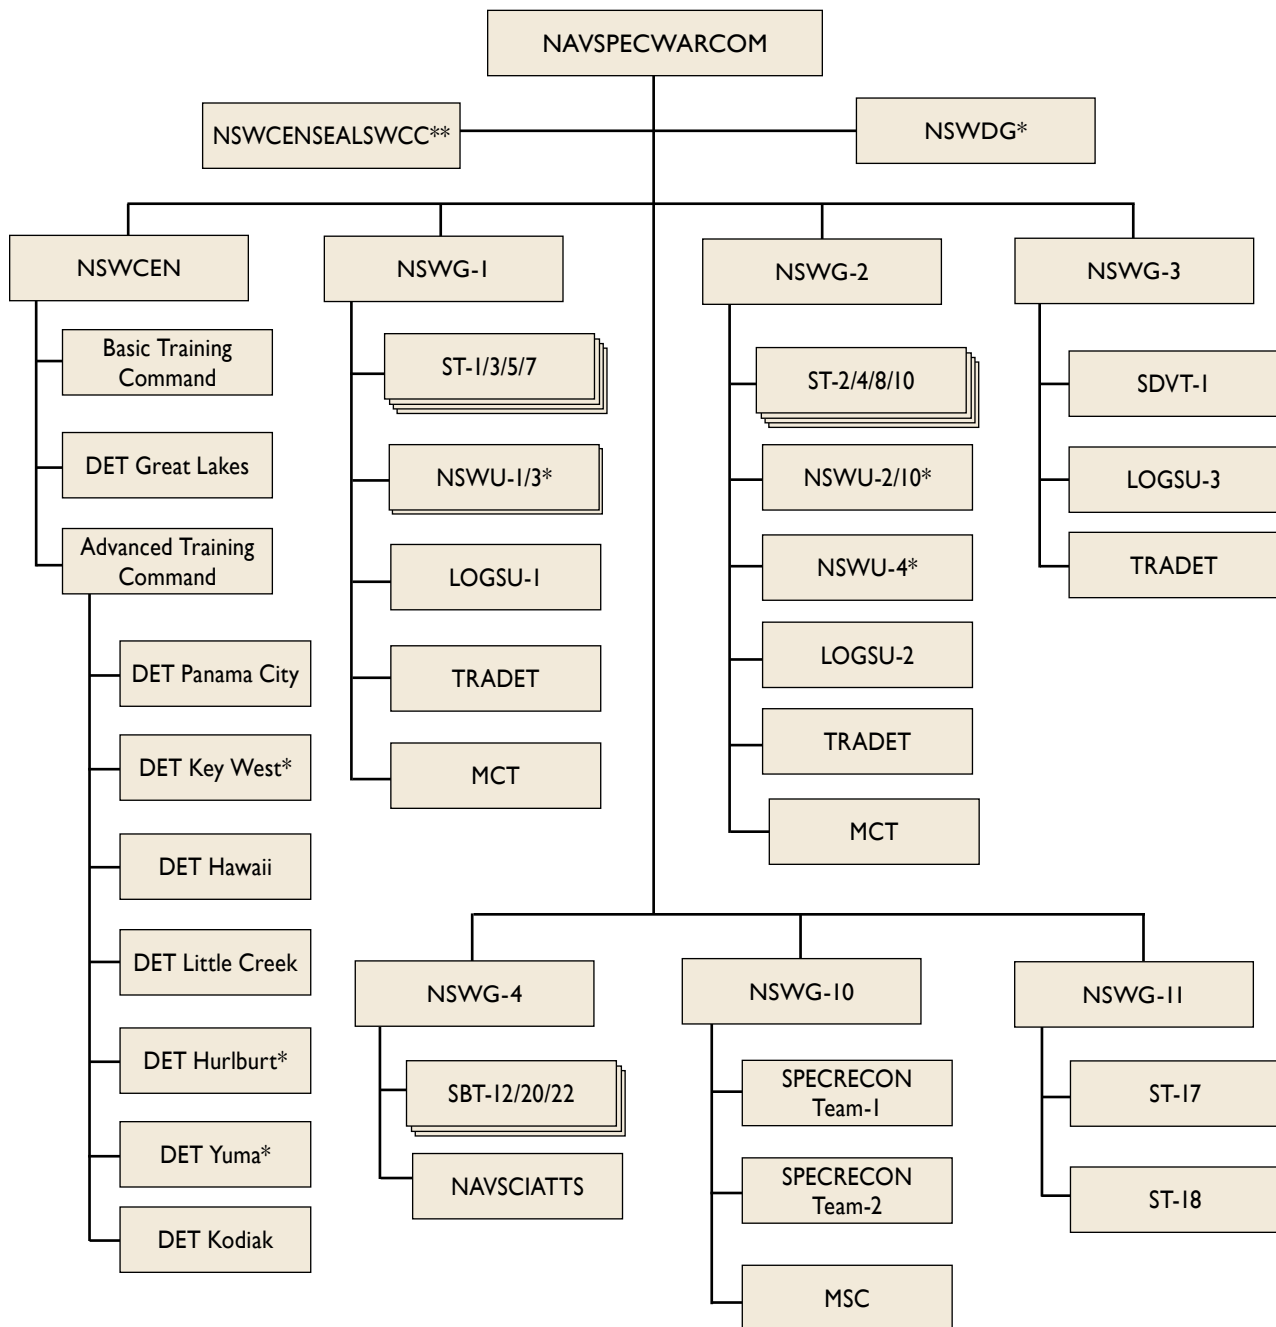 NAVSPECWARCOM
NSWCENSEALSWCC**
NSWDG*
NSWCEN
Basic Training
Command
DET Great Lakes
Advanced Training
Command
DET Panama City
DET Key West*
DET Hawaii
DET Little Creek
DET Hurlburt*
DET Yuma*
DET Kodiak
NSWG-1
ST-1/3/5/7
NSWU-1/3*
LOGSU-1
TRADET
MCT
NSWG-2
ST-2/4/8/10
NSWU-2/10*
NSWU-4*
LOGSU-2
TRADET
MCT
NSWG-3
SDVT-1
LOGSU-3
TRADET
NSWG-4
SBT-12/20/22
NAVSCIATTS
NSWG-10
SPECRECON
Team-1
SPECRECON
Team-2
MSC
NSWG-11
ST-17
ST-18